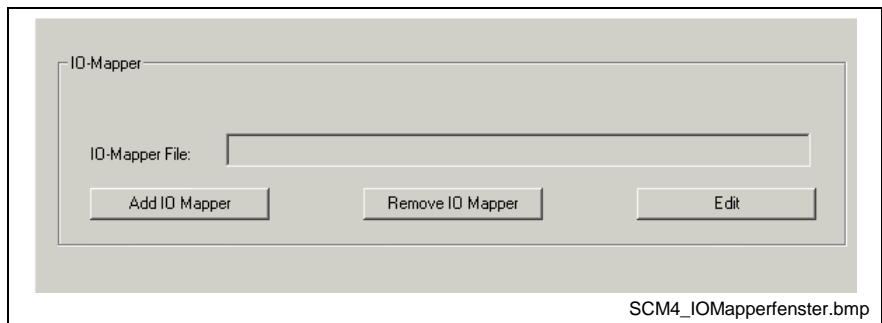 IO-Mapper
IO-Mapper File:
Add IO Mapper Remove IO Mapper Edit
SCM4_IOMapperfenster.bmp